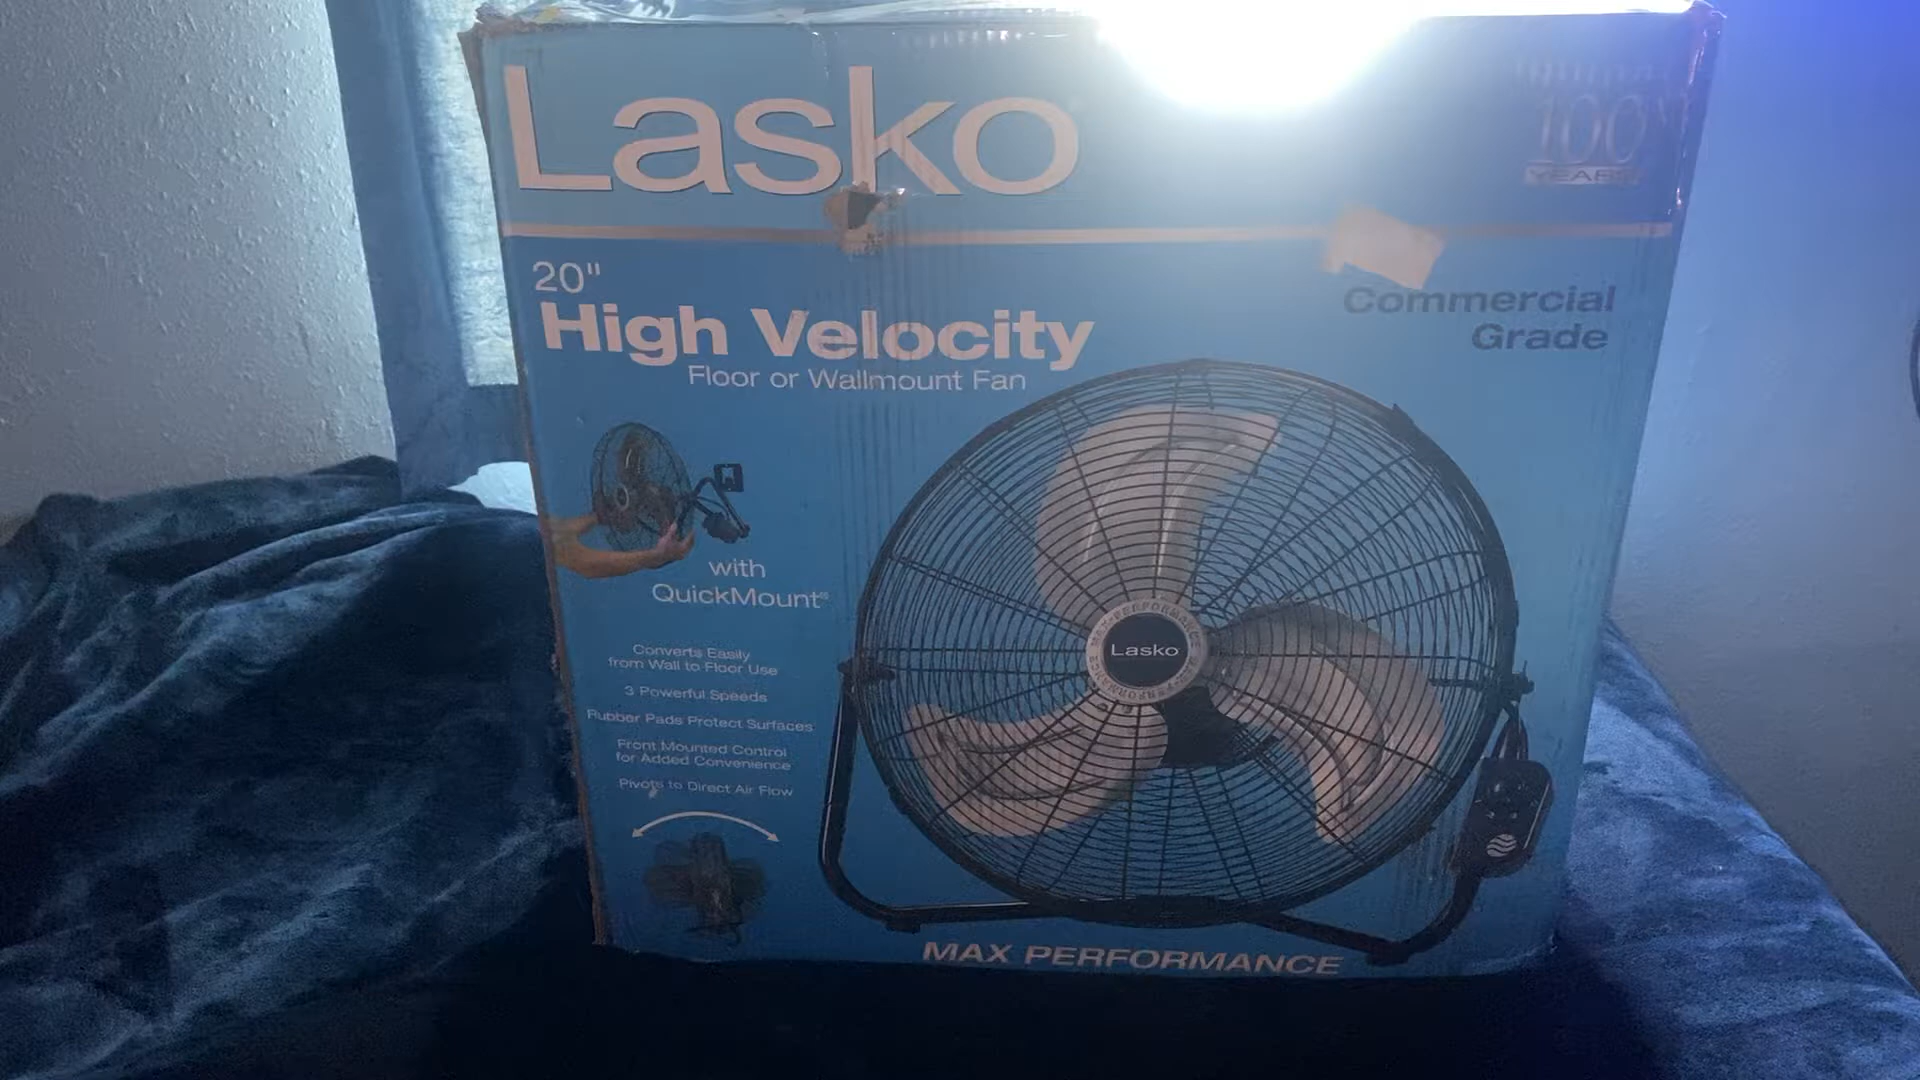 Lasko
100
YEARS
20"
High Velocity
Floor or Wallmount Fan
Commercial
Grade
with
QuickMount®
Converts Easily
from Wall to Floor Use
3 Powerful Speeds
Rubber Pads Protect Surfaces
Front Mounted Control
for Added Convenience
Pivots to Direct Air Flow
Lasko
MAX PERFORMANCE